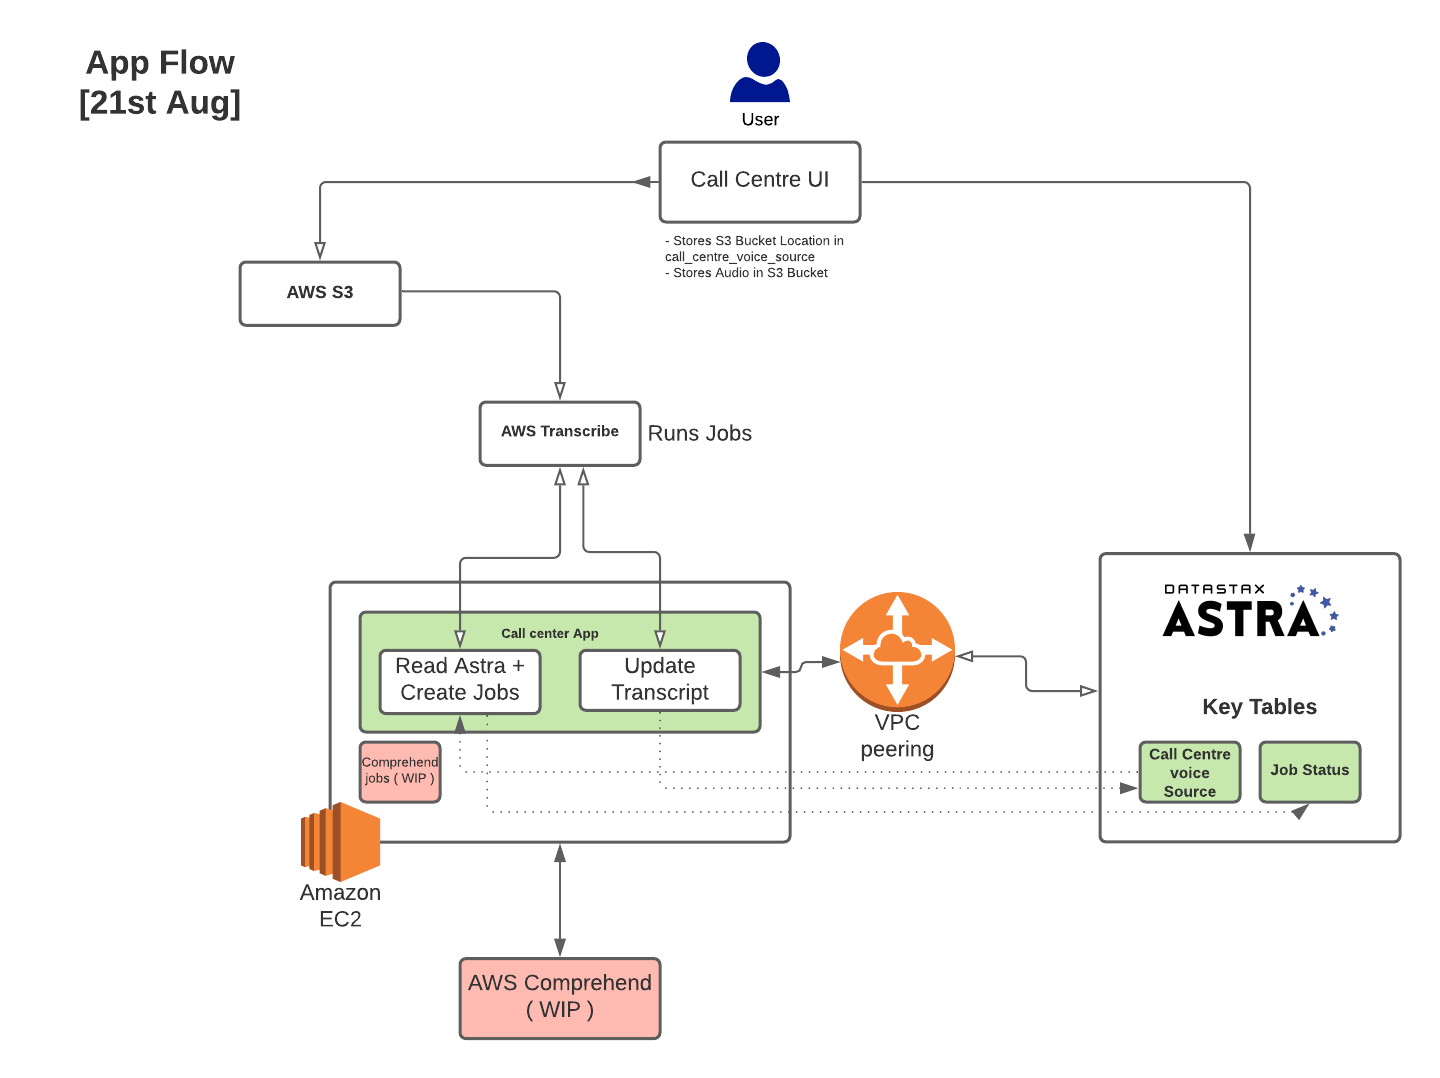 App Flow
[21st Aug]
User
Call Centre UI
- Stores S3 Bucket Location in
call_centre_voice_source
- Stores Audio in S3 Bucket
AWS S3
AWS Transcribe
Runs Jobs
Call center App
Read Astra +
Create Jobs
Update
Transcript
Comprehend
jobs ( WIP )
Amazon
EC2
AWS Comprehend
( WIP )
VPC
peering
DATASTAX
ASTRA
Key Tables
Call Centre
voice
Source
Job Status